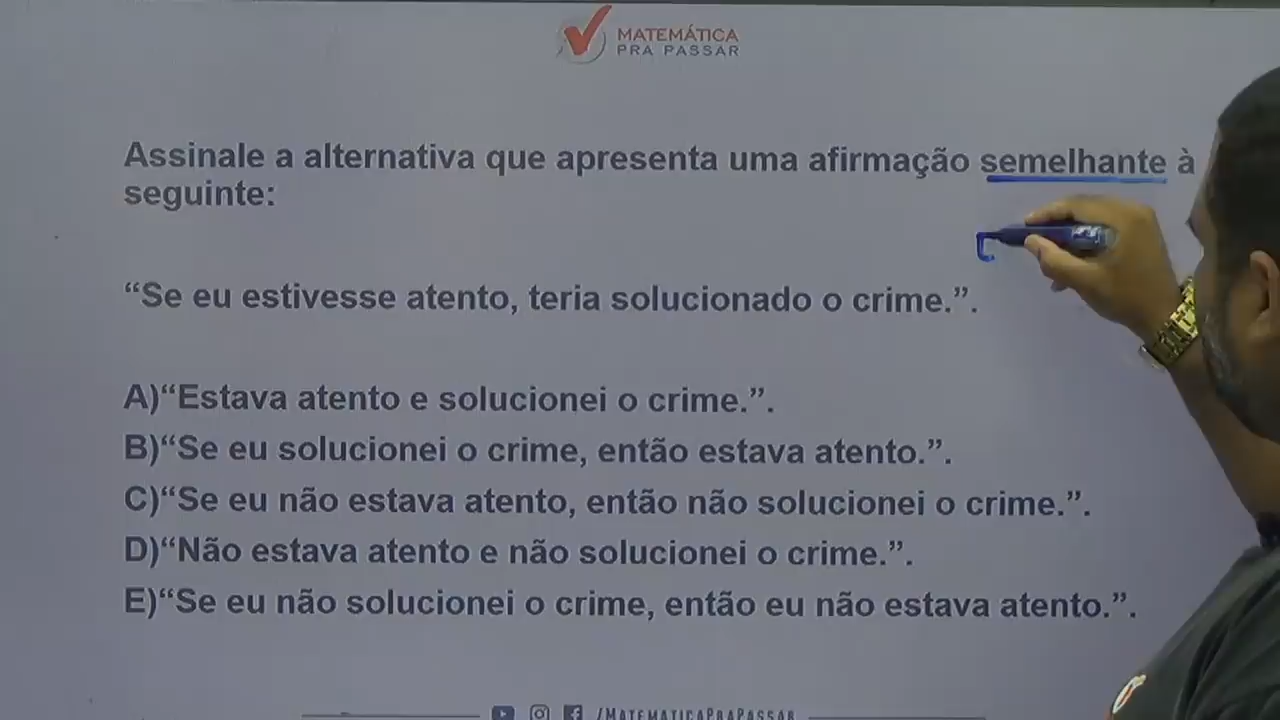 MATEMÁTICA
PRA PASSAR
Assinale a alternativa que apresenta uma afirmação semelhante à
seguinte:
“Se eu estivesse atento, teria solucionado o crime.”.
A)“Estava atento e solucionei o crime.”.
B)“Se eu solucionei o crime, então estava atento.”.
C)“Se eu não estava atento, então não solucionei o crime.”.
D)“Não estava atento e não solucionei o crime.”.
E)“Se eu não solucionei o crime, então eu não estava atento.”.
/MATEMATICAPRAPASSAR